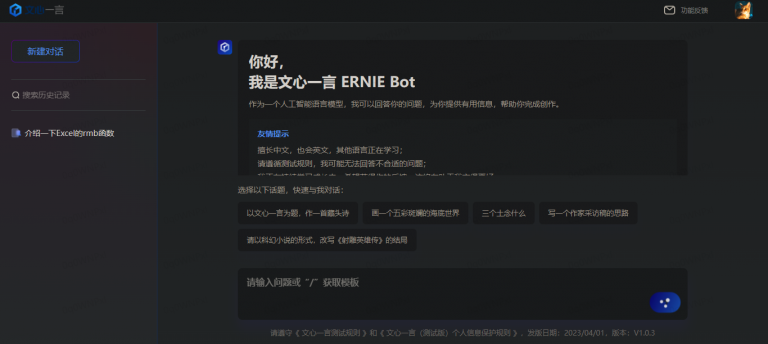 文心一言
功能反馈
新建对话
搜索历史记录
介绍一下Excel的rmb函数
你好，
我是文心一言 ERNIE Bot
作为一个人工智能语言模型，我可以回答你的问题，为你提供有用信息，帮助你完成创作。
友情提示
擅长中文，也会英文，其他语言正在学习；
请遵循测试规则，我可能无法回答不合适的问题；
选择以下话题，快速与我对话：
以文心一言为题，作一首藏头诗
画一个五彩斑斓的海底世界
三个土念什么
写一个作家采访稿的思路
请以科幻小说的形式，改写《射雕英雄传》的结局
请输入问题或“/”获取模板
请遵守《 文心一言测试规则 》和《 文心一言（测试版）个人信息保护规则 》，发版日期：2023/04/01，版本：V1.0.3